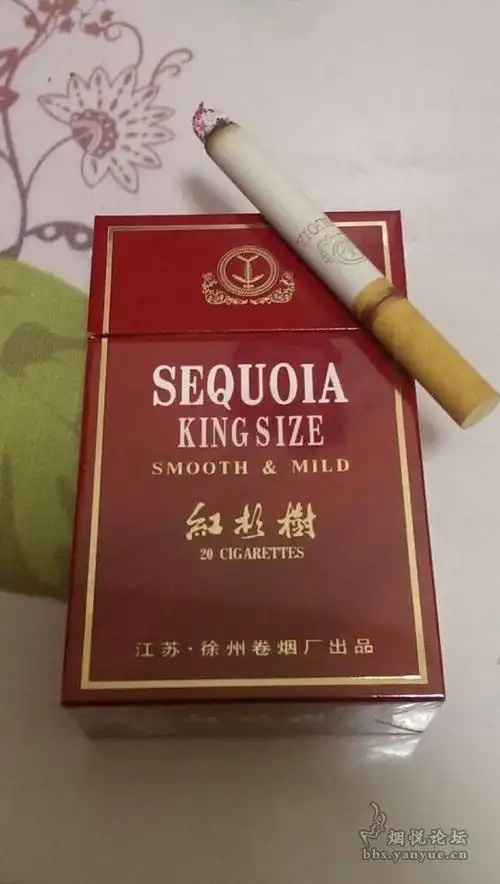 SEQUOIA
KING SIZE
SMOOTH & MILD
紅杉樹
20 CIGARETTES
江苏·徐州卷烟厂出品
烟悦论坛
bbs.yanyue.cn